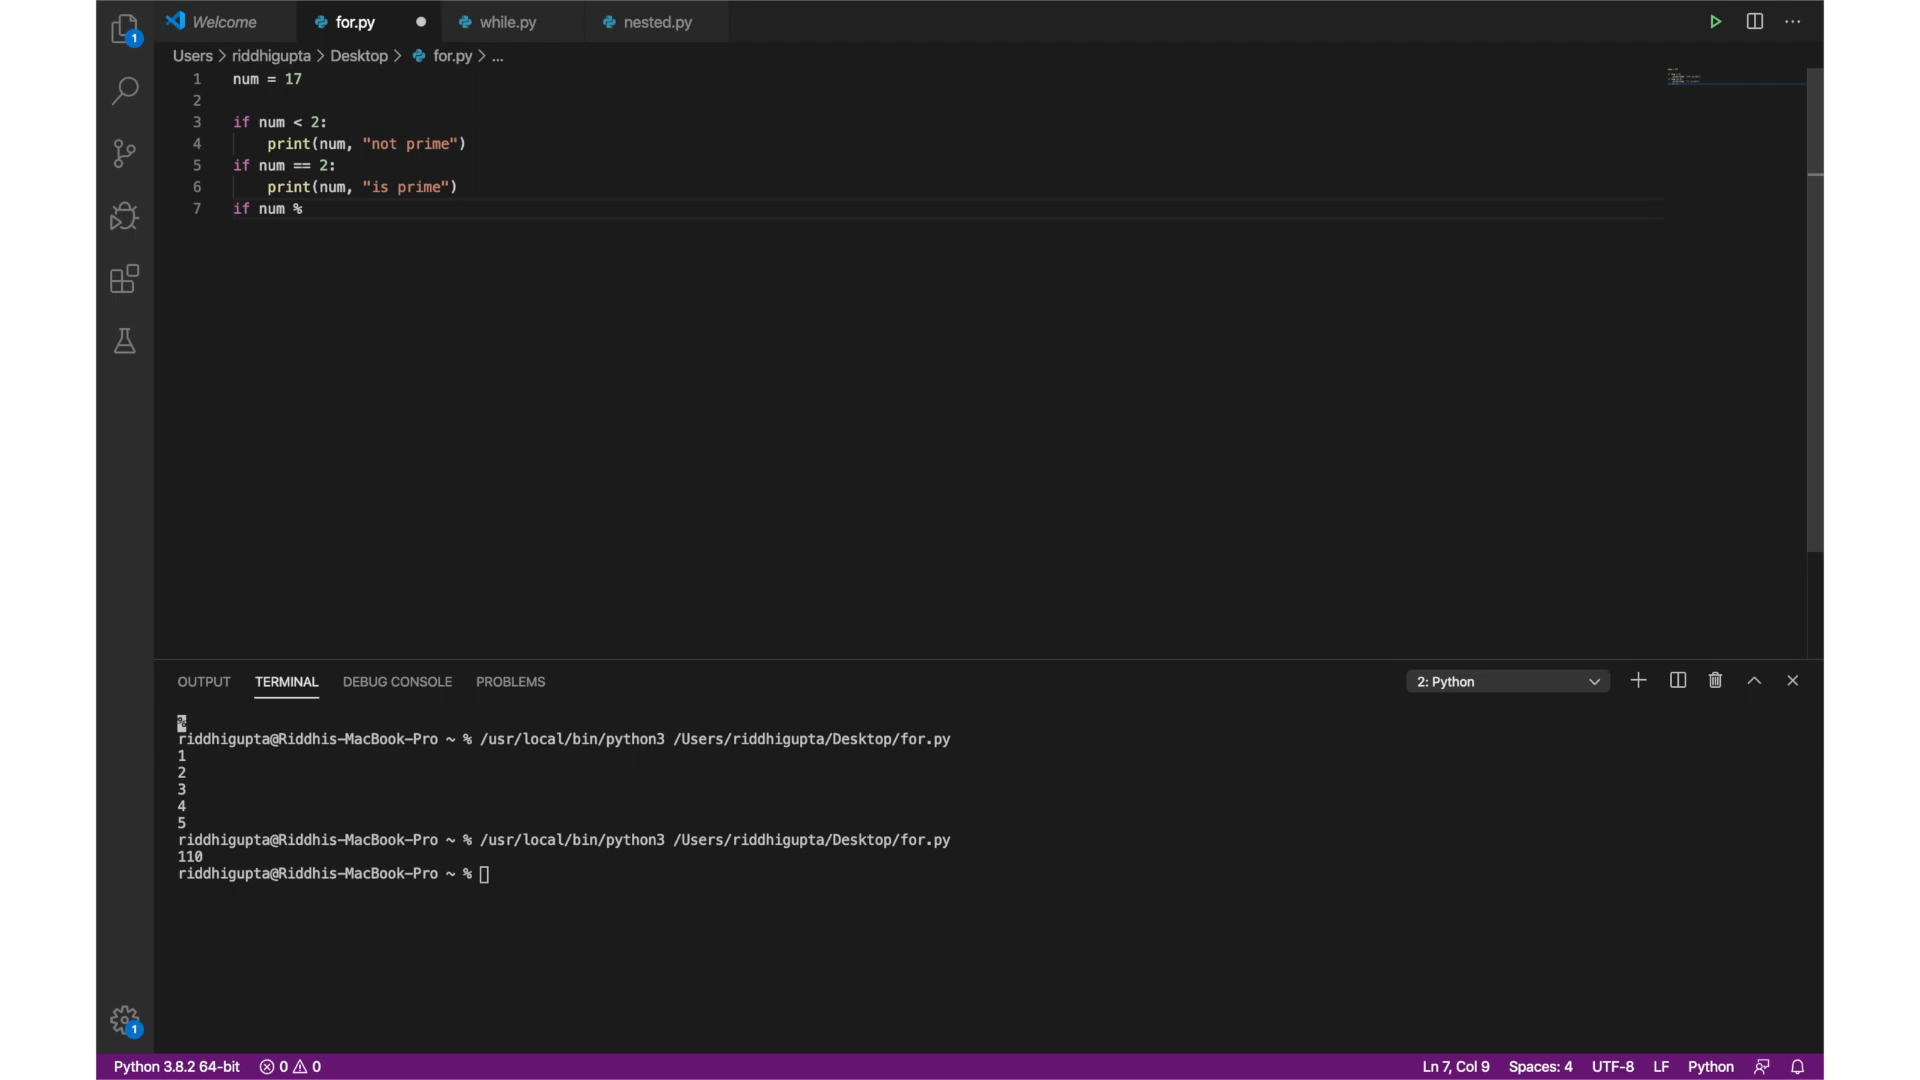 1
Welcome for.py while.py nested.py
Users > riddhigupta > Desktop > for.py > ...
1 num = 17
2
3 if num < 2:
4 print(num, "not prime")
5 if num == 2:
6 print(num, "is prime")
7 if num %
OUTPUT TERMINAL DEBUG CONSOLE PROBLEMS 2: Python
%
riddhigupta@Riddhis-MacBook-Pro ~ % /usr/local/bin/python3 /Users/riddhigupta/Desktop/for.py
1
2
3
4
5
riddhigupta@Riddhis-MacBook-Pro ~ % /usr/local/bin/python3 /Users/riddhigupta/Desktop/for.py
110
riddhigupta@Riddhis-MacBook-Pro ~ %
1
Python 3.8.2 64-bit 0 0 Ln 7, Col 9 Spaces: 4 UTF-8 LF Python